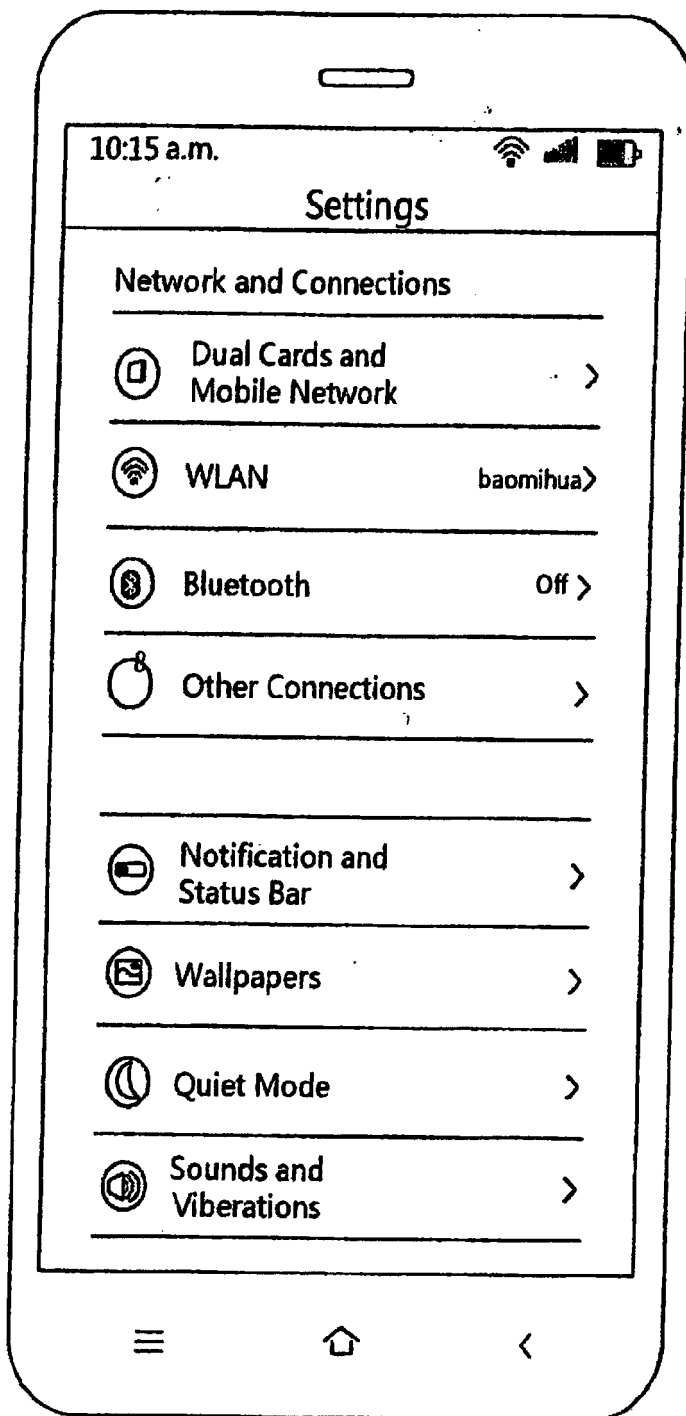 10:15 a.m.
Settings
Network and Connections
Dual Cards and
Mobile Network
WLAN baomihua
Bluetooth Off
Other Connections
Notification and
Status Bar
Wallpapers
Quiet Mode
Sounds and
Viberations